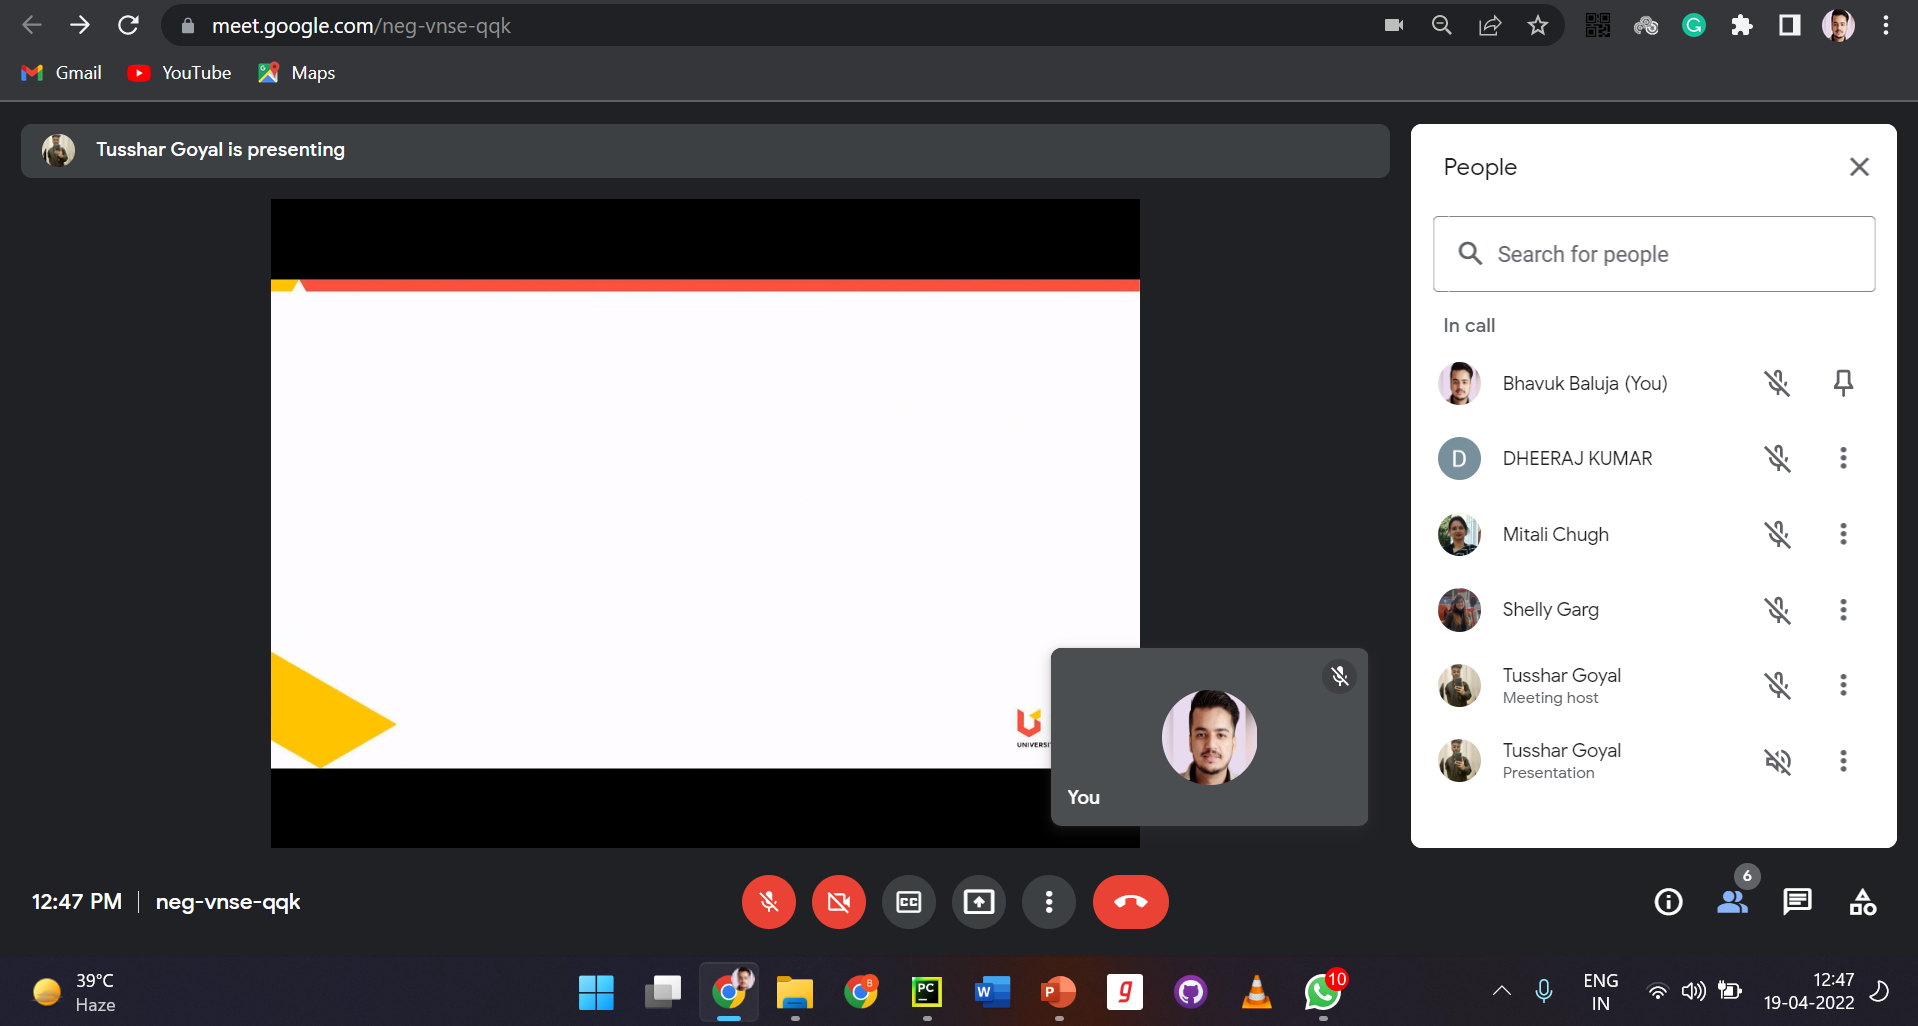 meet.google.com/neg-vnse-qqk
Gmail
YouTube
Maps
Tusshar Goyal is presenting
UNIVERSI
You
People
Search for people
In call
Bhavuk Baluja (You)
D
DHEERAJ KUMAR
Mitali Chugh
Shelly Garg
Tusshar Goyal
Meeting host
Tusshar Goyal
Presentation
12:47 PM
neg-vnse-qqk
CC
6
39°C
Haze
B
PC
W
P
g
10
ENG
IN
12:47
19-04-2022